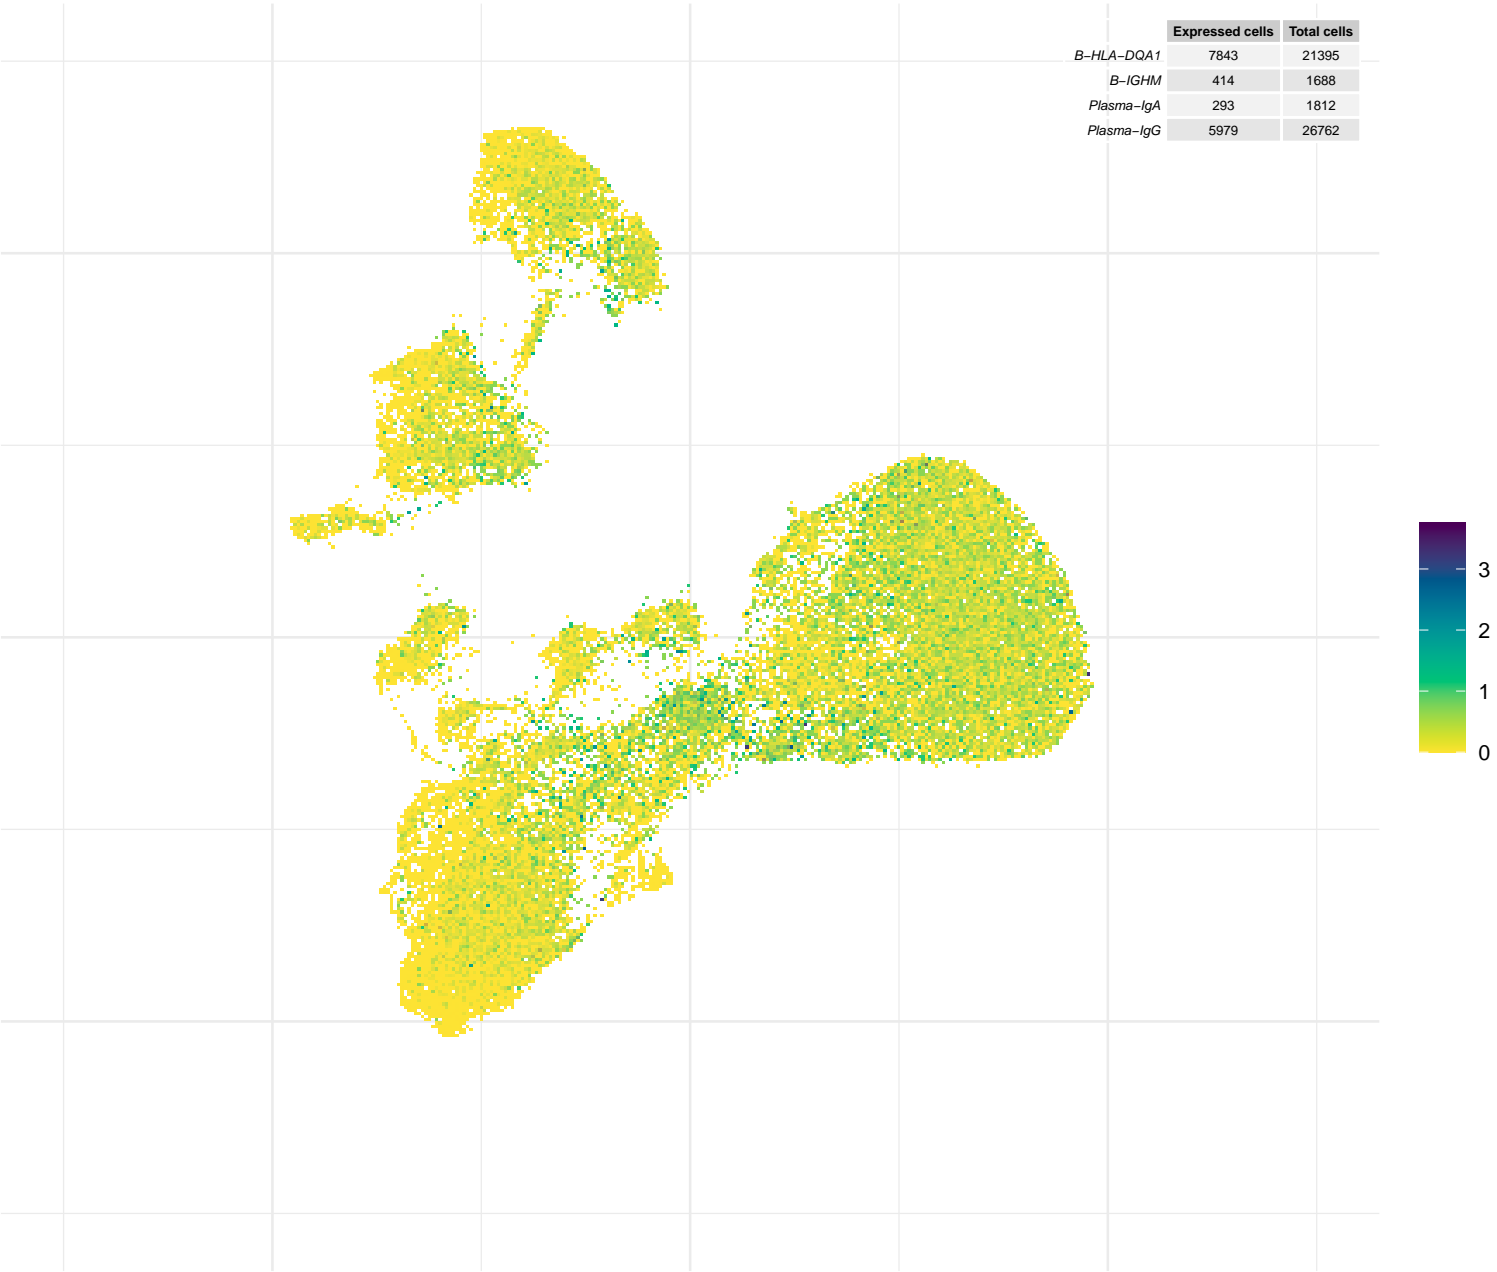 Expressed cells Total cells
B−HLA−DQA1 7843 21395
B−IGHM 414 1688
Plasma−IgA 293 1812
Plasma−IgG 5979 26762
3
2
1
0